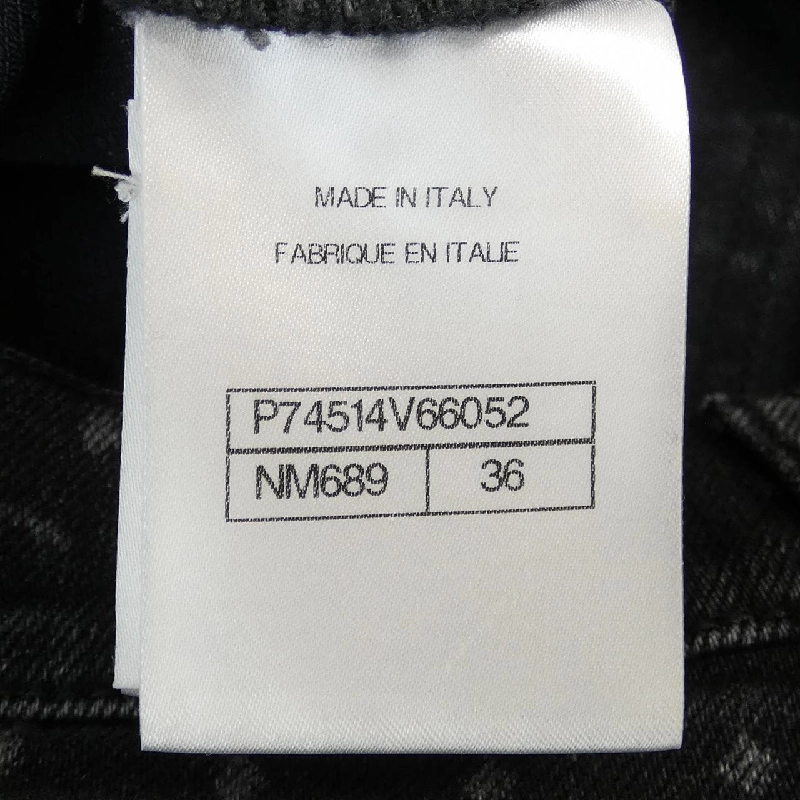 MADE IN ITALY
FABRIQUE EN ITALIE
P74514V66052
NM689 36